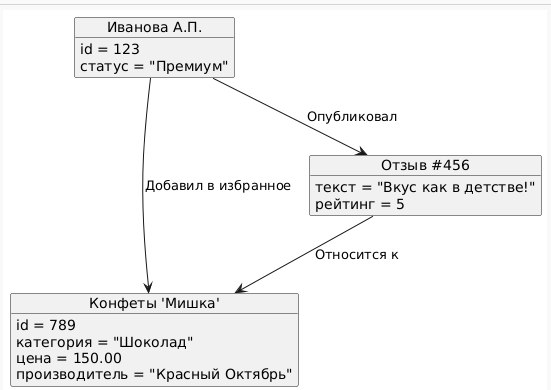 Иванова А.П.
id = 123
статус = "Премиум"
Опубликовал
Отзыв #456
текст = "Вкус как в детстве!"
рейтинг = 5
Добавил в избранное
Относится к
Конфеты 'Мишка'
id = 789
категория = "Шоколад"
цена = 150.00
производитель = "Красный Октябрь"